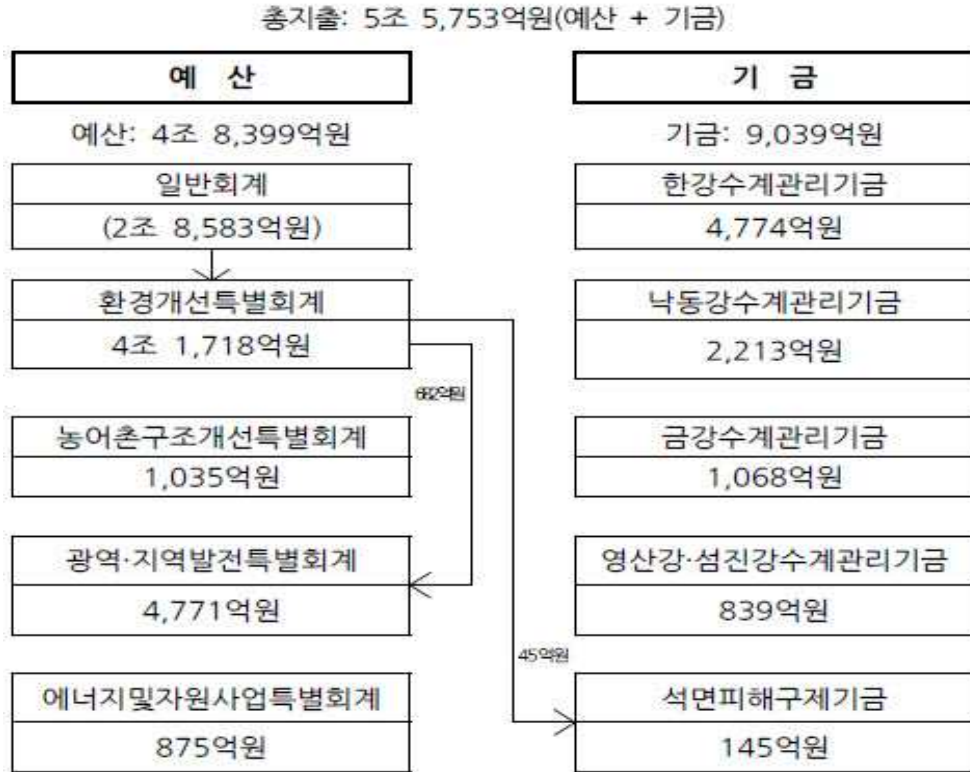 총지출: 5조 5,753억원(예산 + 기금)
예 산
예산: 4조 8,399억원
일반회계
(2조 8,583억원)
환경개선특별회계
4조 1,718억원
682억원
농어촌구조개선특별회계
1,035억원
광역·지역발전특별회계
4,771억원
에너지및자원사업특별회계
875억원
기 금
기금: 9,039억원
한강수계관리기금
4,774억원
낙동강수계관리기금
2,213억원
금강수계관리기금
1,068억원
영산강·섬진강수계관리기금
839억원
45억원
석면피해구제기금
145억원